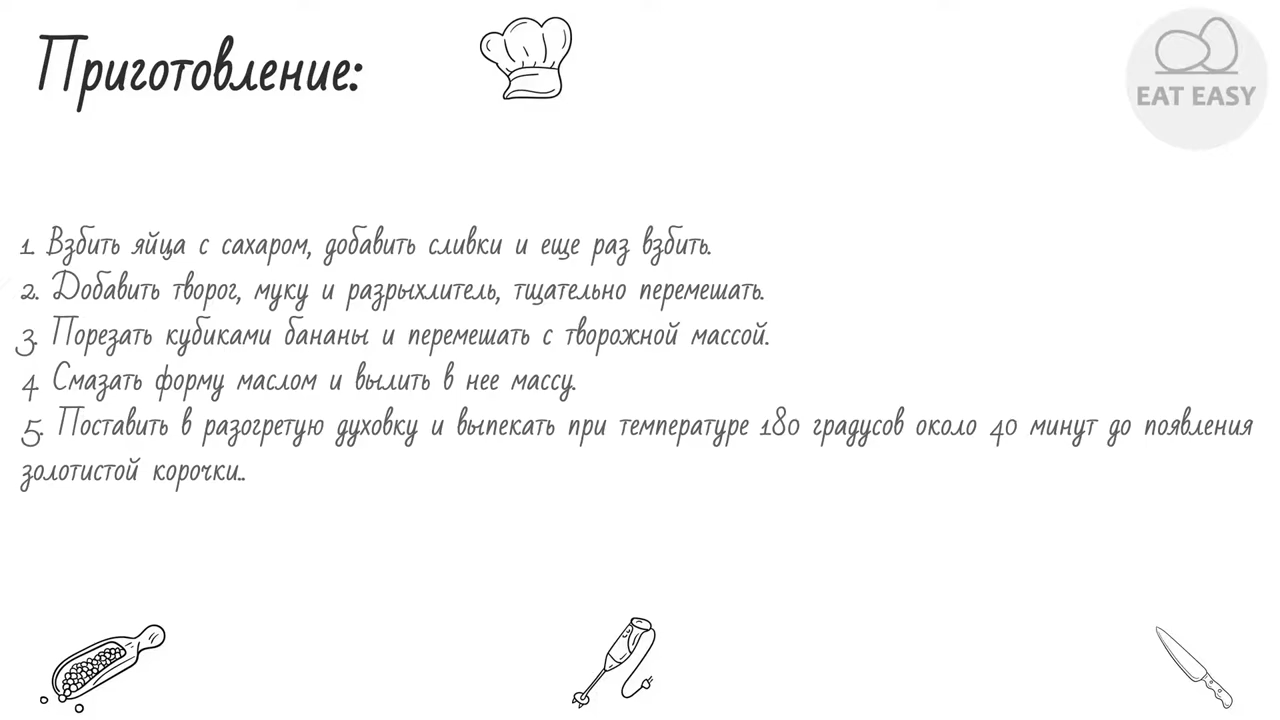 Приготовление:
EAT EASY
1. Взбить яйца с сахаром, добавить сливки и еще раз взбить.
2. Добавить творог, муку и разрыхлитель, тщательно перемешать.
3. Порезать кубиками бананы и перемешать с творожной массой.
4 Смазать форму маслом и вылить в нее массу.
5. Поставить в разогретую духовку и выпекать при температуре 180 градусов около 40 минут до появления
золотистой корочки..